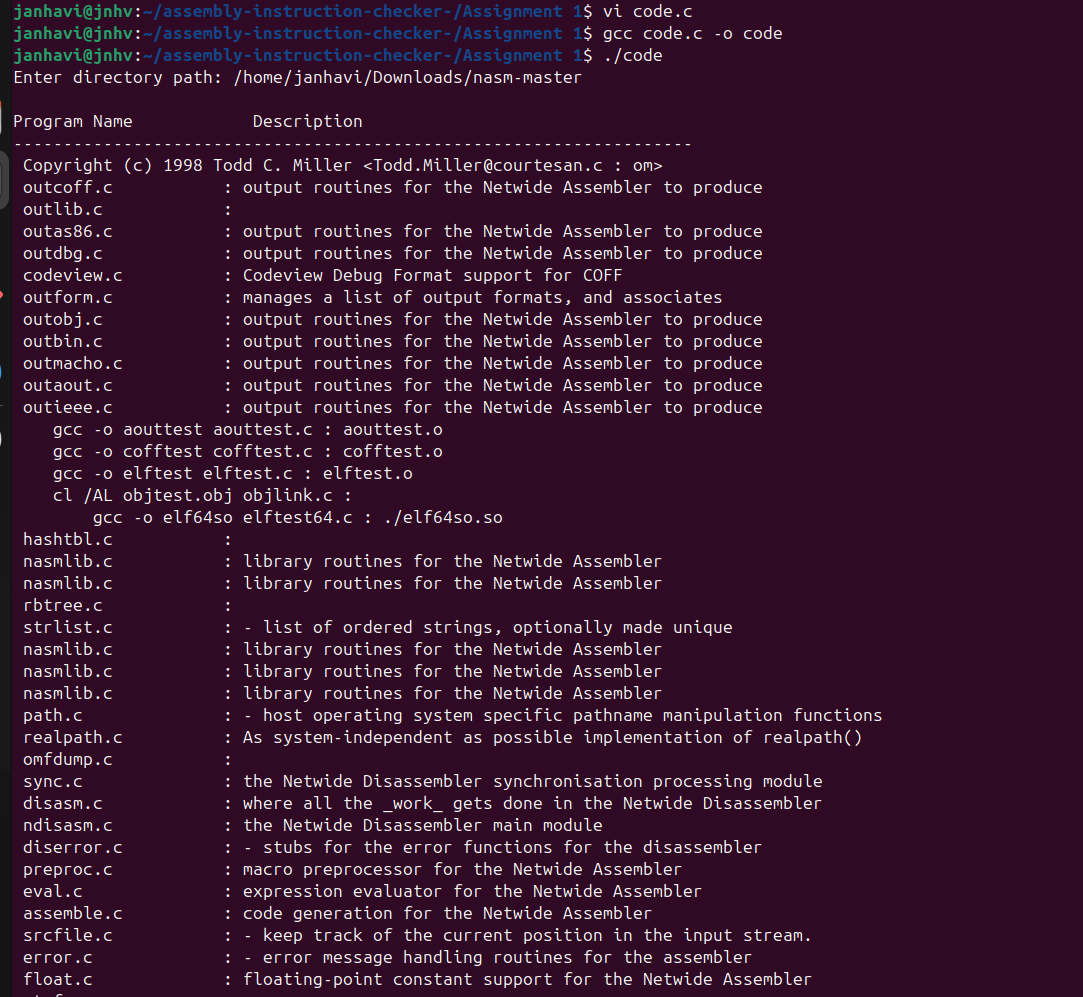 janhavi@jnhv:~/assembly-instruction-checker-/Assignment 1$ vi code.c
janhavi@jnhv:~/assembly-instruction-checker-/Assignment 1$ gcc code.c -o code
janhavi@jnhv:~/assembly-instruction-checker-/Assignment 1$ ./code
Enter directory path: /home/janhavi/Downloads/nasm-master
Program Name            Description
--------------------------------------------------------------------
 Copyright (c) 1998 Todd C. Miller <Todd.Miller@courtesan.c : om>
 outcoff.c           : output routines for the Netwide Assembler to produce
 outlib.c            :
 outas86.c           : output routines for the Netwide Assembler to produce
 outdbg.c            : output routines for the Netwide Assembler to produce
 codeview.c          : Codeview Debug Format support for COFF
 outform.c           : manages a list of output formats, and associates
 outobj.c            : output routines for the Netwide Assembler to produce
 outbin.c            : output routines for the Netwide Assembler to produce
 outmacho.c          : output routines for the Netwide Assembler to produce
 outaout.c           : output routines for the Netwide Assembler to produce
 outieee.c           : output routines for the Netwide Assembler to produce
    gcc -o aouttest aouttest.c : aouttest.o
    gcc -o cofftest cofftest.c : cofftest.o
    gcc -o elftest elftest.c : elftest.o
    cl /AL objtest.obj objlink.c :
        gcc -o elf64so elftest64.c : ./elf64so.so
 hashtbl.c           :
 nasmlib.c           : library routines for the Netwide Assembler
 nasmlib.c           : library routines for the Netwide Assembler
 rbtree.c            :
 strlist.c           : - list of ordered strings, optionally made unique
 nasmlib.c           : library routines for the Netwide Assembler
 nasmlib.c           : library routines for the Netwide Assembler
 nasmlib.c           : library routines for the Netwide Assembler
 path.c              : - host operating system specific pathname manipulation functions
 realpath.c          : As system-independent as possible implementation of realpath()
 omfdump.c           :
 sync.c              : the Netwide Disassembler synchronisation processing module
 disasm.c            : where all the _work_ gets done in the Netwide Disassembler
 ndisasm.c           : the Netwide Disassembler main module
 diserror.c          : - stubs for the error functions for the disassembler
 preproc.c           : macro preprocessor for the Netwide Assembler
 eval.c              : expression evaluator for the Netwide Assembler
 assemble.c          : code generation for the Netwide Assembler
 srcfile.c           : - keep track of the current position in the input stream.
 error.c             : - error message handling routines for the assembler
 float.c             : floating-point constant support for the Netwide Assembler